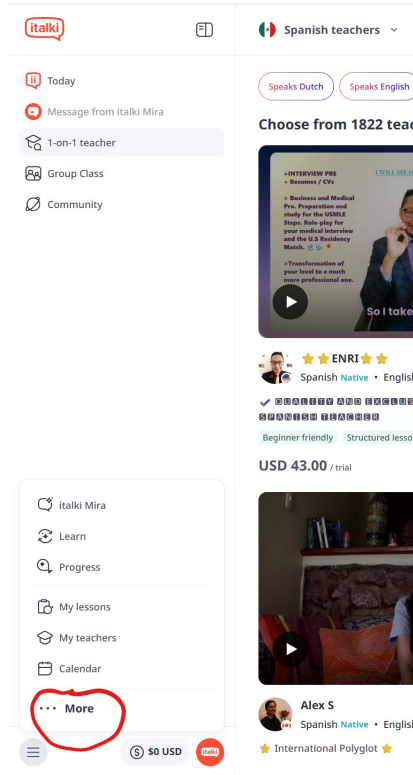 italki
Spanish teachers
Today
Message from italki Mira
1-on-1 teacher
Group Class
Community
Speaks Dutch
Speaks English
Choose from 1822 teac
>INTERVIEW PRE
+ Resumes / CVs
> Business and Medical
Pro. Preparation and
study for the USMLE
Steps. Role-play for
your medical interview
and the U.S Residency
Match.
>Transformation of
your level to a much
more professional one.
I WILL SPEA
So I take
ENRI
Spanish Native • English
QUALITY AND EXCLUS
SPANISH TEACHER
Beginner friendly
Structured lesso
USD 43.00 / trial
italki Mira
Learn
Progress
My lessons
My teachers
Calendar
... More
$0 USD
italki
Alex S
Spanish Native • English
International Polyglot